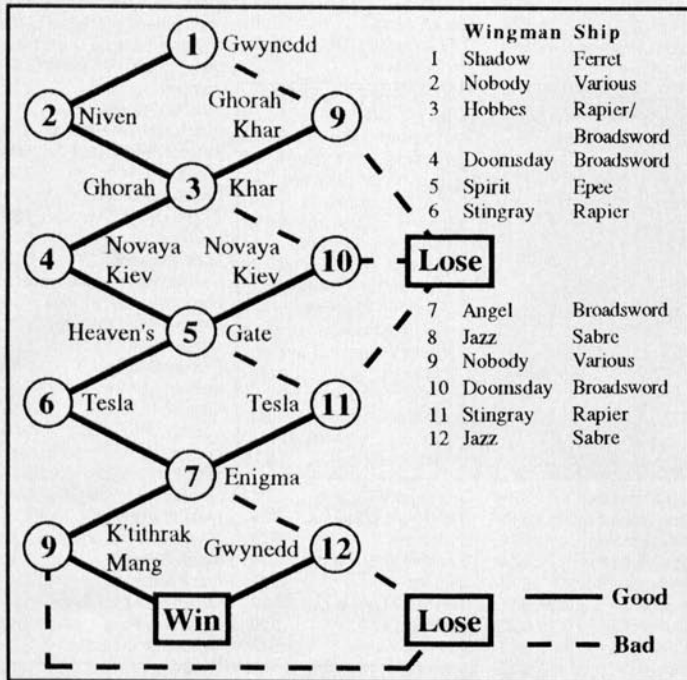 1 Gwynedd
Wingman Ship
1 Shadow Ferret
2 Nobody Various
3 Hobbes Rapier/
Broadsword
4 Doomsday Broadsword
5 Spirit Epee
6 Stingray Rapier
2 Niven
Ghorah
Khar
9
Ghorah 3 Khar
4 Novaya
Kiev
Novaya
Kiev
10
Lose
Heaven's 5 Gate
7 Angel Broadsword
8 Jazz Sabre
9 Nobody Various
10 Doomsday Broadsword
11 Stingray Rapier
12 Jazz Sabre
6 Tesla
Tesla 11
7 Enigma
9 K'tithrak
Mang
Gwynedd 12
Win
Lose
Good
Bad